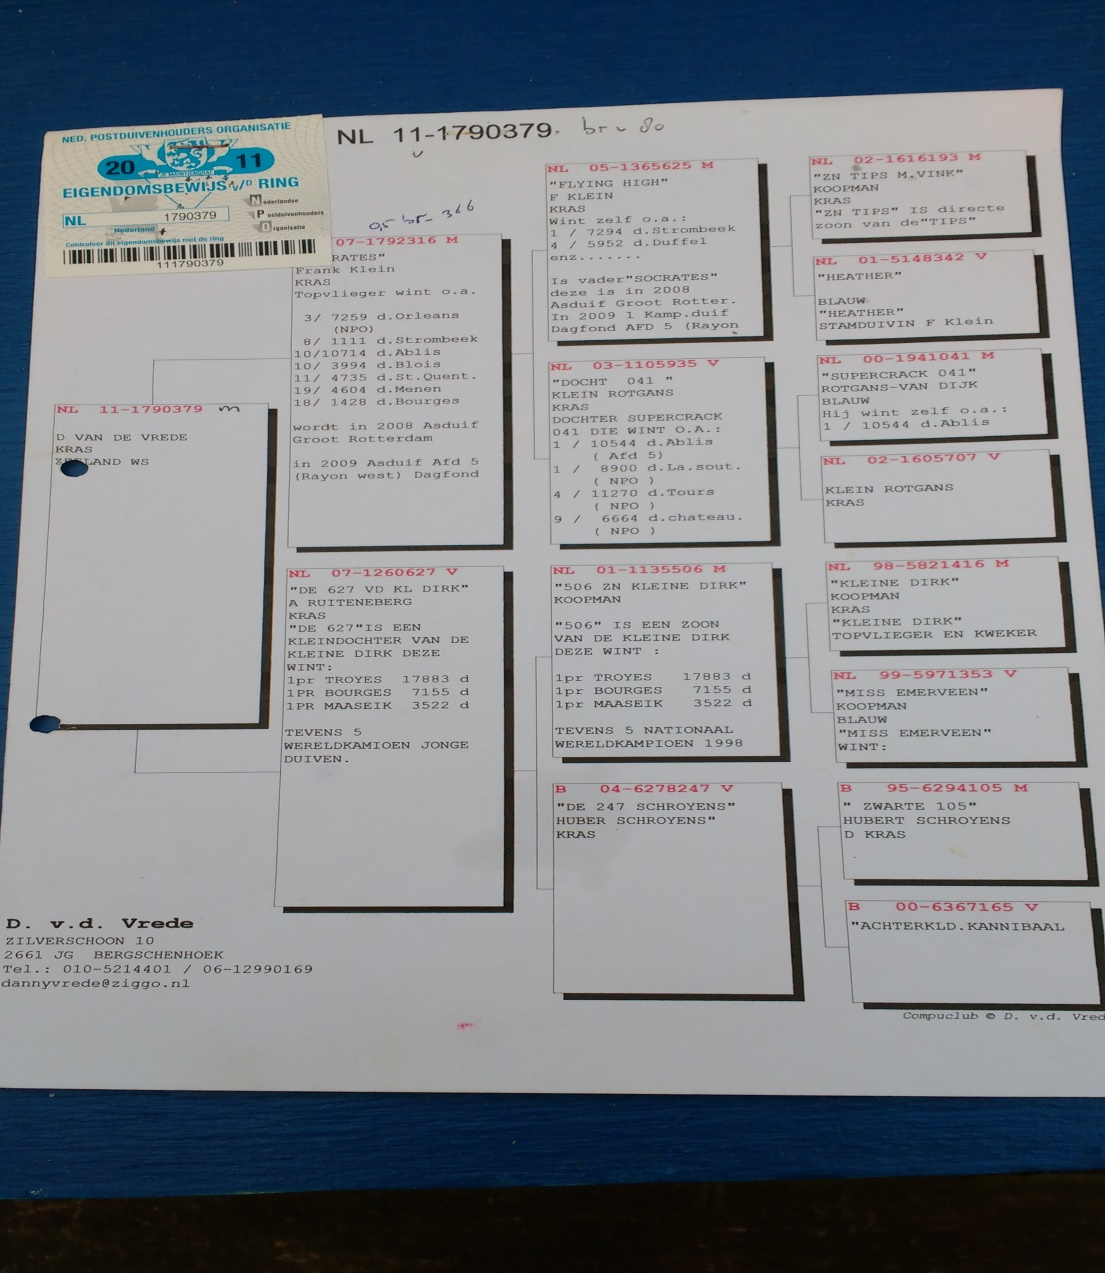 NED. POSTDUIVENHOUDERS ORGANISATIE
20 11
JE MAINTIENDRAI
EIGENDOMSBEWIJS v/d RING
NL 1790379
Nederland
Nederlandse
Postduivenhouders
Organisatie
Controleer dit eigendomsbewijs met de ring
111790379
NL 11-1790379
NL 11-1790379 m
D VAN DE VREDE
KRAS
LAND WS
07-1792316 M
RATES"
Frank Klein
KRAS
Topvlieger wint o.a.
3/ 7259 d.Orleans
(NPO)
8/ 1111 d.Strombeek
10/10714 d.Ablis
10/ 3994 d.Blois
11/ 4735 d.St.Quent.
19/ 4604 d.Menen
18/ 1428 d.Bourges
wordt in 2008 Asduif
Groot Rotterdam
in 2009 Asduif Afd 5
(Rayon west) Dagfond
NL 07-1260627 V
"DE 627 VD KL DIRK"
A RUITENEBERG
KRAS
"DE 627"IS EEN
KLEINDOCHTER VAN DE
KLEINE DIRK DEZE
WINT:
1pr TROYES 17883 d
1PR BOURGES 7155 d
1PR MAASEIK 3522 d
TEVENS 5
WERELDKAMIOEN JONGE
DUIVEN.
NL 05-1365625 M
"FLYING HIGH"
F KLEIN
KRAS
Wint zelf o.a.:
1 / 7294 d.Strombeek
4 / 5952 d.Duffel
enz.......
Is vader"SOCRATES"
deze is in 2008
Asduif Groot Rotter.
In 2009 1 Kamp.duif
Dagfond AFD 5 (Rayon
NL 03-1105935 V
"DOCHT 041 "
KLEIN ROTGANS
KRAS
DOCHTER SUPERCRACK
041 DIE WINT O.A.:
1 / 10544 d.Ablis
( Afd 5)
1 / 8900 d.La.sout.
( NPO )
4 / 11270 d.Tours
( NPO )
9 / 6664 d.chateau.
( NPO )
NL 01-1135506 M
"506 ZN KLEINE DIRK"
KOOPMAN
"506" IS EEN ZOON
VAN DE KLEINE DIRK
DEZE WINT :
1pr TROYES 17883 d
1pr BOURGES 7155 d
1pr MAASEIK 3522 d
TEVENS 5 NATIONAAL
WERELDKAMPIOEN 1998
B 04-6278247 V
"DE 247 SCHROYENS"
HUBER SCHROYENS"
KRAS
NL 02-1616193 M
"ZN TIPS M.VINK"
KOOPMAN
KRAS
"ZN TIPS" IS directe
zoon van de"TIPS"
NL 01-5148342 V
"HEATHER"
BLAUW
"HEATHER"
STAMDUIVIN F Klein
NL 00-1941041 M
"SUPERCRACK 041"
ROTGANS-VAN DIJK
BLAUW
Hij wint zelf o.a.:
1 / 10544 d.Ablis
NL 02-1605707 V
KLEIN ROTGANS
KRAS
NL 98-5821416 M
"KLEINE DIRK"
KOOPMAN
KRAS
"KLEINE DIRK"
TOPVLIEGER EN KWEKER
NL 99-5971353 V
"MISS EMERVEEN"
KOOPMAN
BLAUW
"MISS EMERVEEN"
WINT:
B 95-6294105 M
" ZWARTE 105"
HUBERT SCHROYENS
D KRAS
B 00-6367165 V
"ACHTERKLD.KANNIBAAL
D. v.d. Vrede
ZILVERSCHOON 10
2661 JG BERGSCHENHOEK
Tel.: 010-5214401 / 06-12990169
dannyvrede@ziggo.nl
Compuclub © D. v.d. Vred